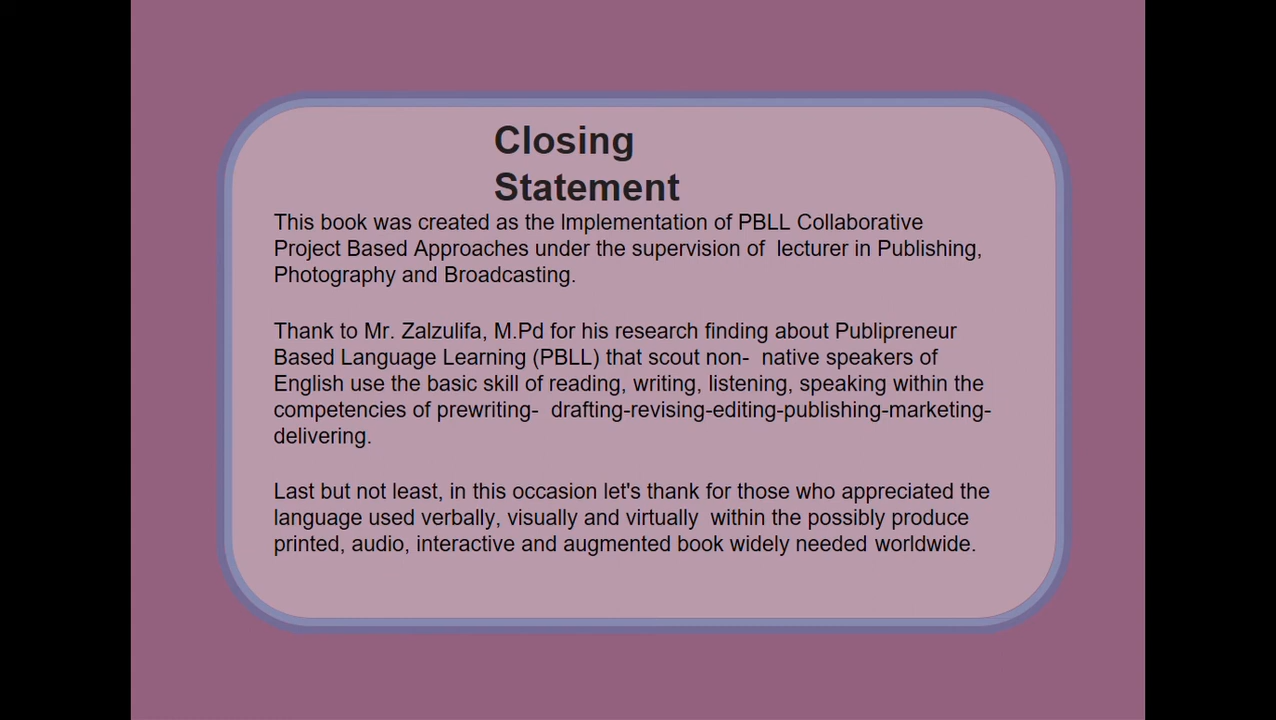 Closing
Statement
This book was created as the Implementation of PBLL Collaborative
Project Based Approaches under the supervision of  lecturer in Publishing,
Photography and Broadcasting.
Thank to Mr. Zalzulifa, M.Pd for his research finding about Publipreneur
Based Language Learning (PBLL) that scout non-  native speakers of
English use the basic skill of reading, writing, listening, speaking within the
competencies of prewriting-  drafting-revising-editing-publishing-marketing-
delivering.
Last but not least, in this occasion let's thank for those who appreciated the
language used verbally, visually and virtually  within the possibly produce
printed, audio, interactive and augmented book widely needed worldwide.